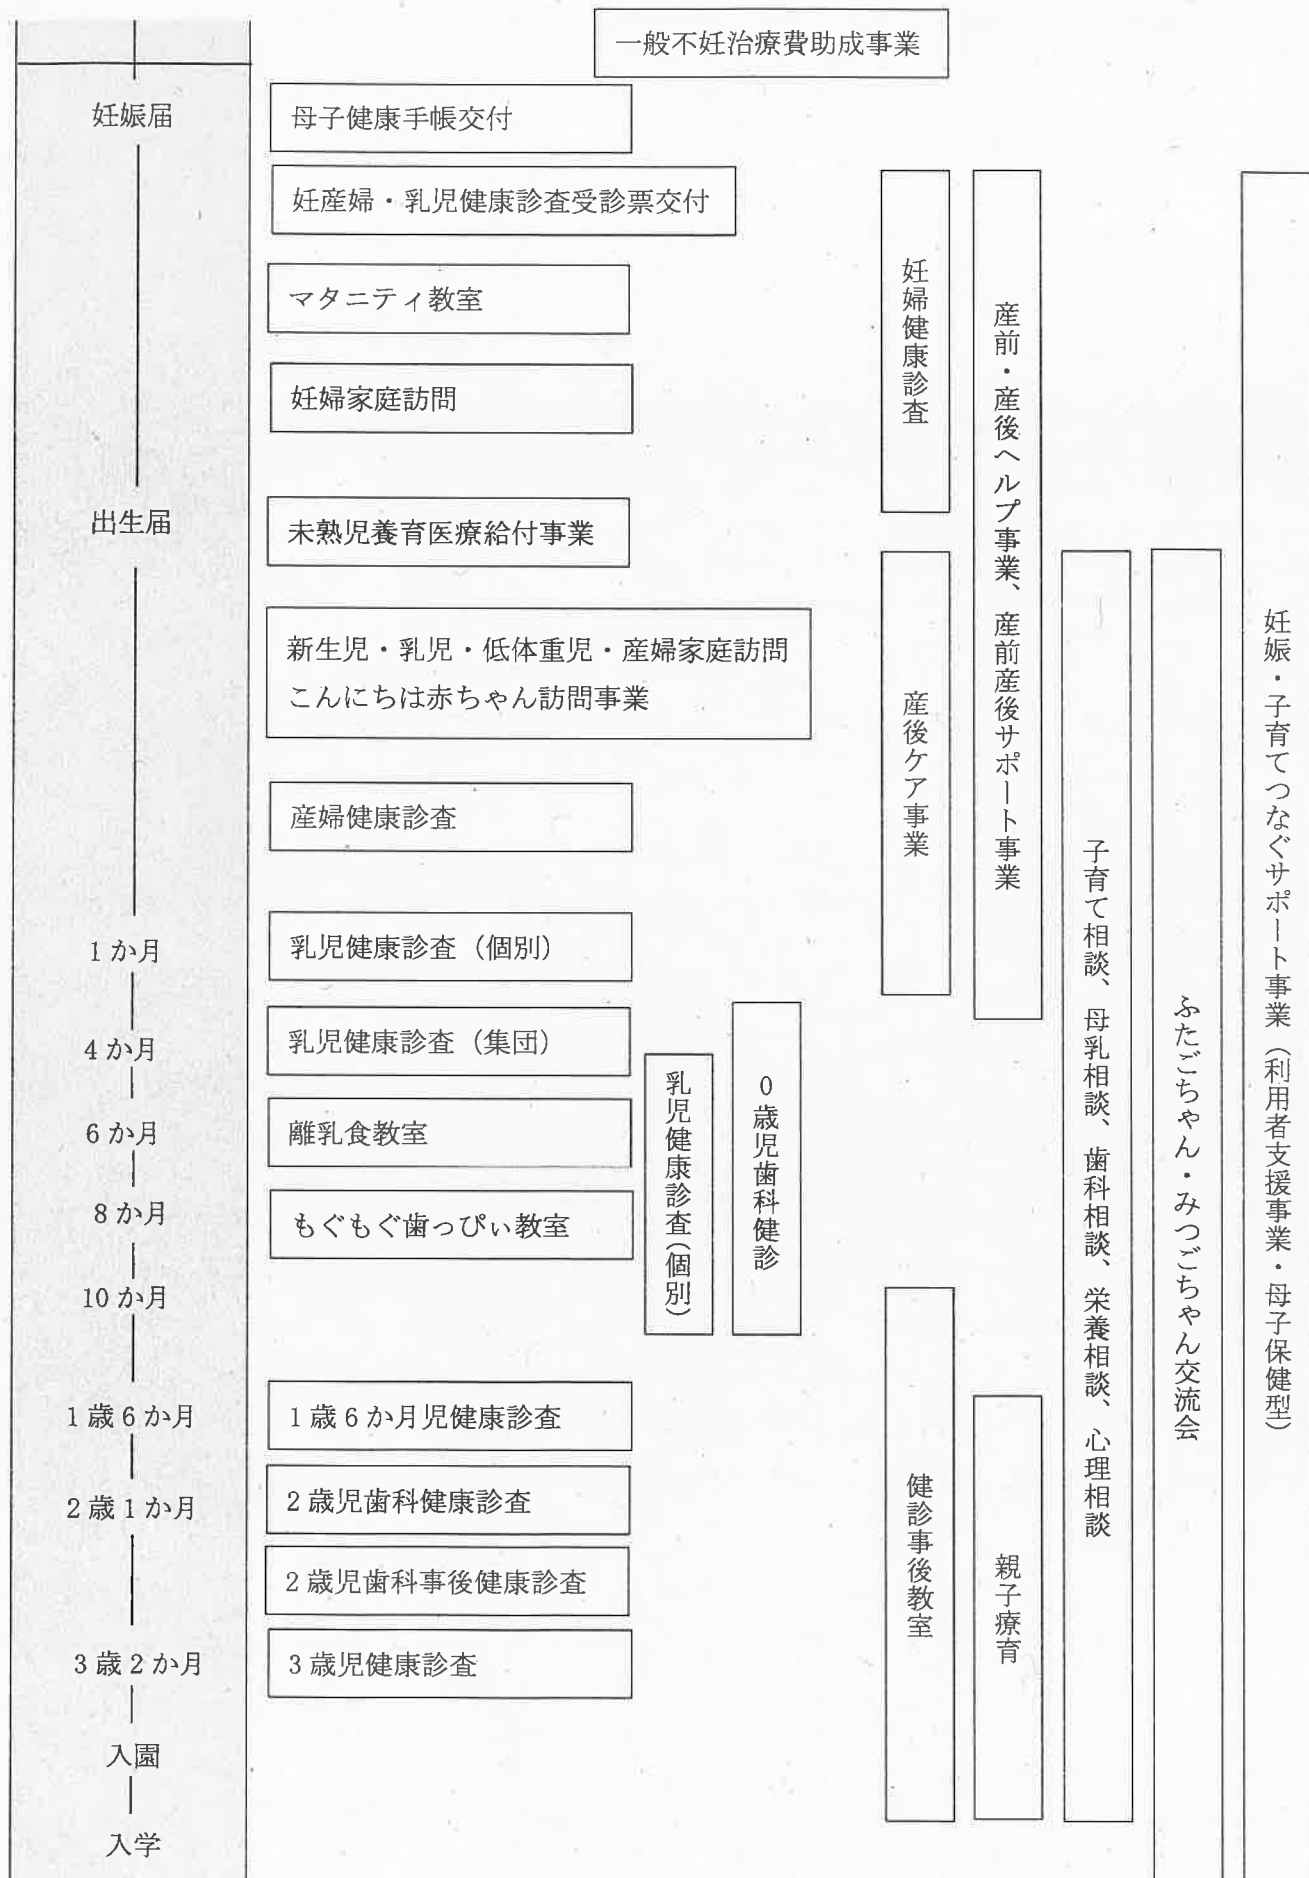 一般不妊治療費助成事業
妊娠届
母子健康手帳交付
妊産婦・乳児健康診査受診票交付
マタニティ教室
妊婦家庭訪問
出生届
未熟児養育医療給付事業
新生児・乳児・低体重児・産婦家庭訪問
こんにちは赤ちゃん訪問事業
産婦健康診査
1か月
乳児健康診査（個別）
4か月
乳児健康診査（集団）
6か月
離乳食教室
8か月
もぐもぐ歯っぴぃ教室
10か月
1歳6か月
1歳6か月児健康診査
2歳1か月
2歳児歯科健康診査
2歳児歯科事後健康診査
3歳2か月
3歳児健康診査
入園
入学
乳児健康診査（個別）
0歳児歯科健診
妊婦健康診査
産後ケア事業
健診事後教室
産前・産後ヘルプ事業、産前産後サポート事業
親子療育
子育て相談、母乳相談、歯科相談、栄養相談、心理相談
ふたごちゃん・みつごちゃん交流会
妊娠・子育てつなぐサポート事業（利用者支援事業・母子保健型）